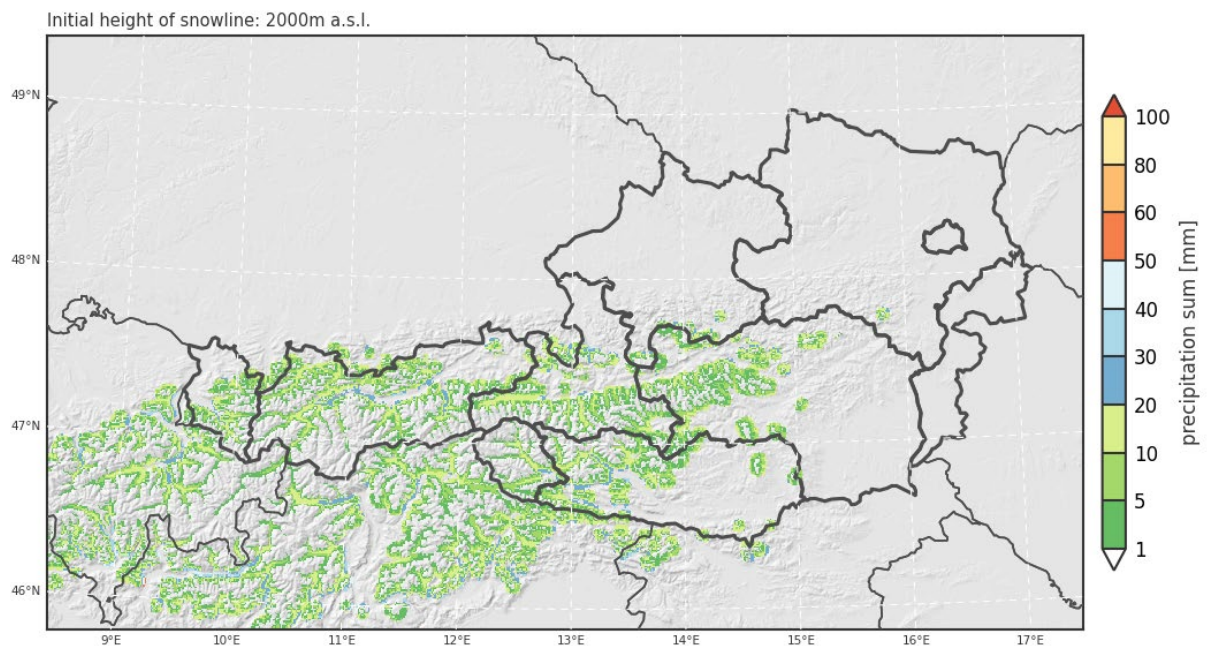 Initial height of snowline: 2000m a.s.l.
49°N
48°N
47°N
46°N
9°E 10°E 11°E 12°E 13°E 14°E 15°E 16°E 17°E
100
80
60
50
40
30
20
10
5
1
precipitation sum [mm]